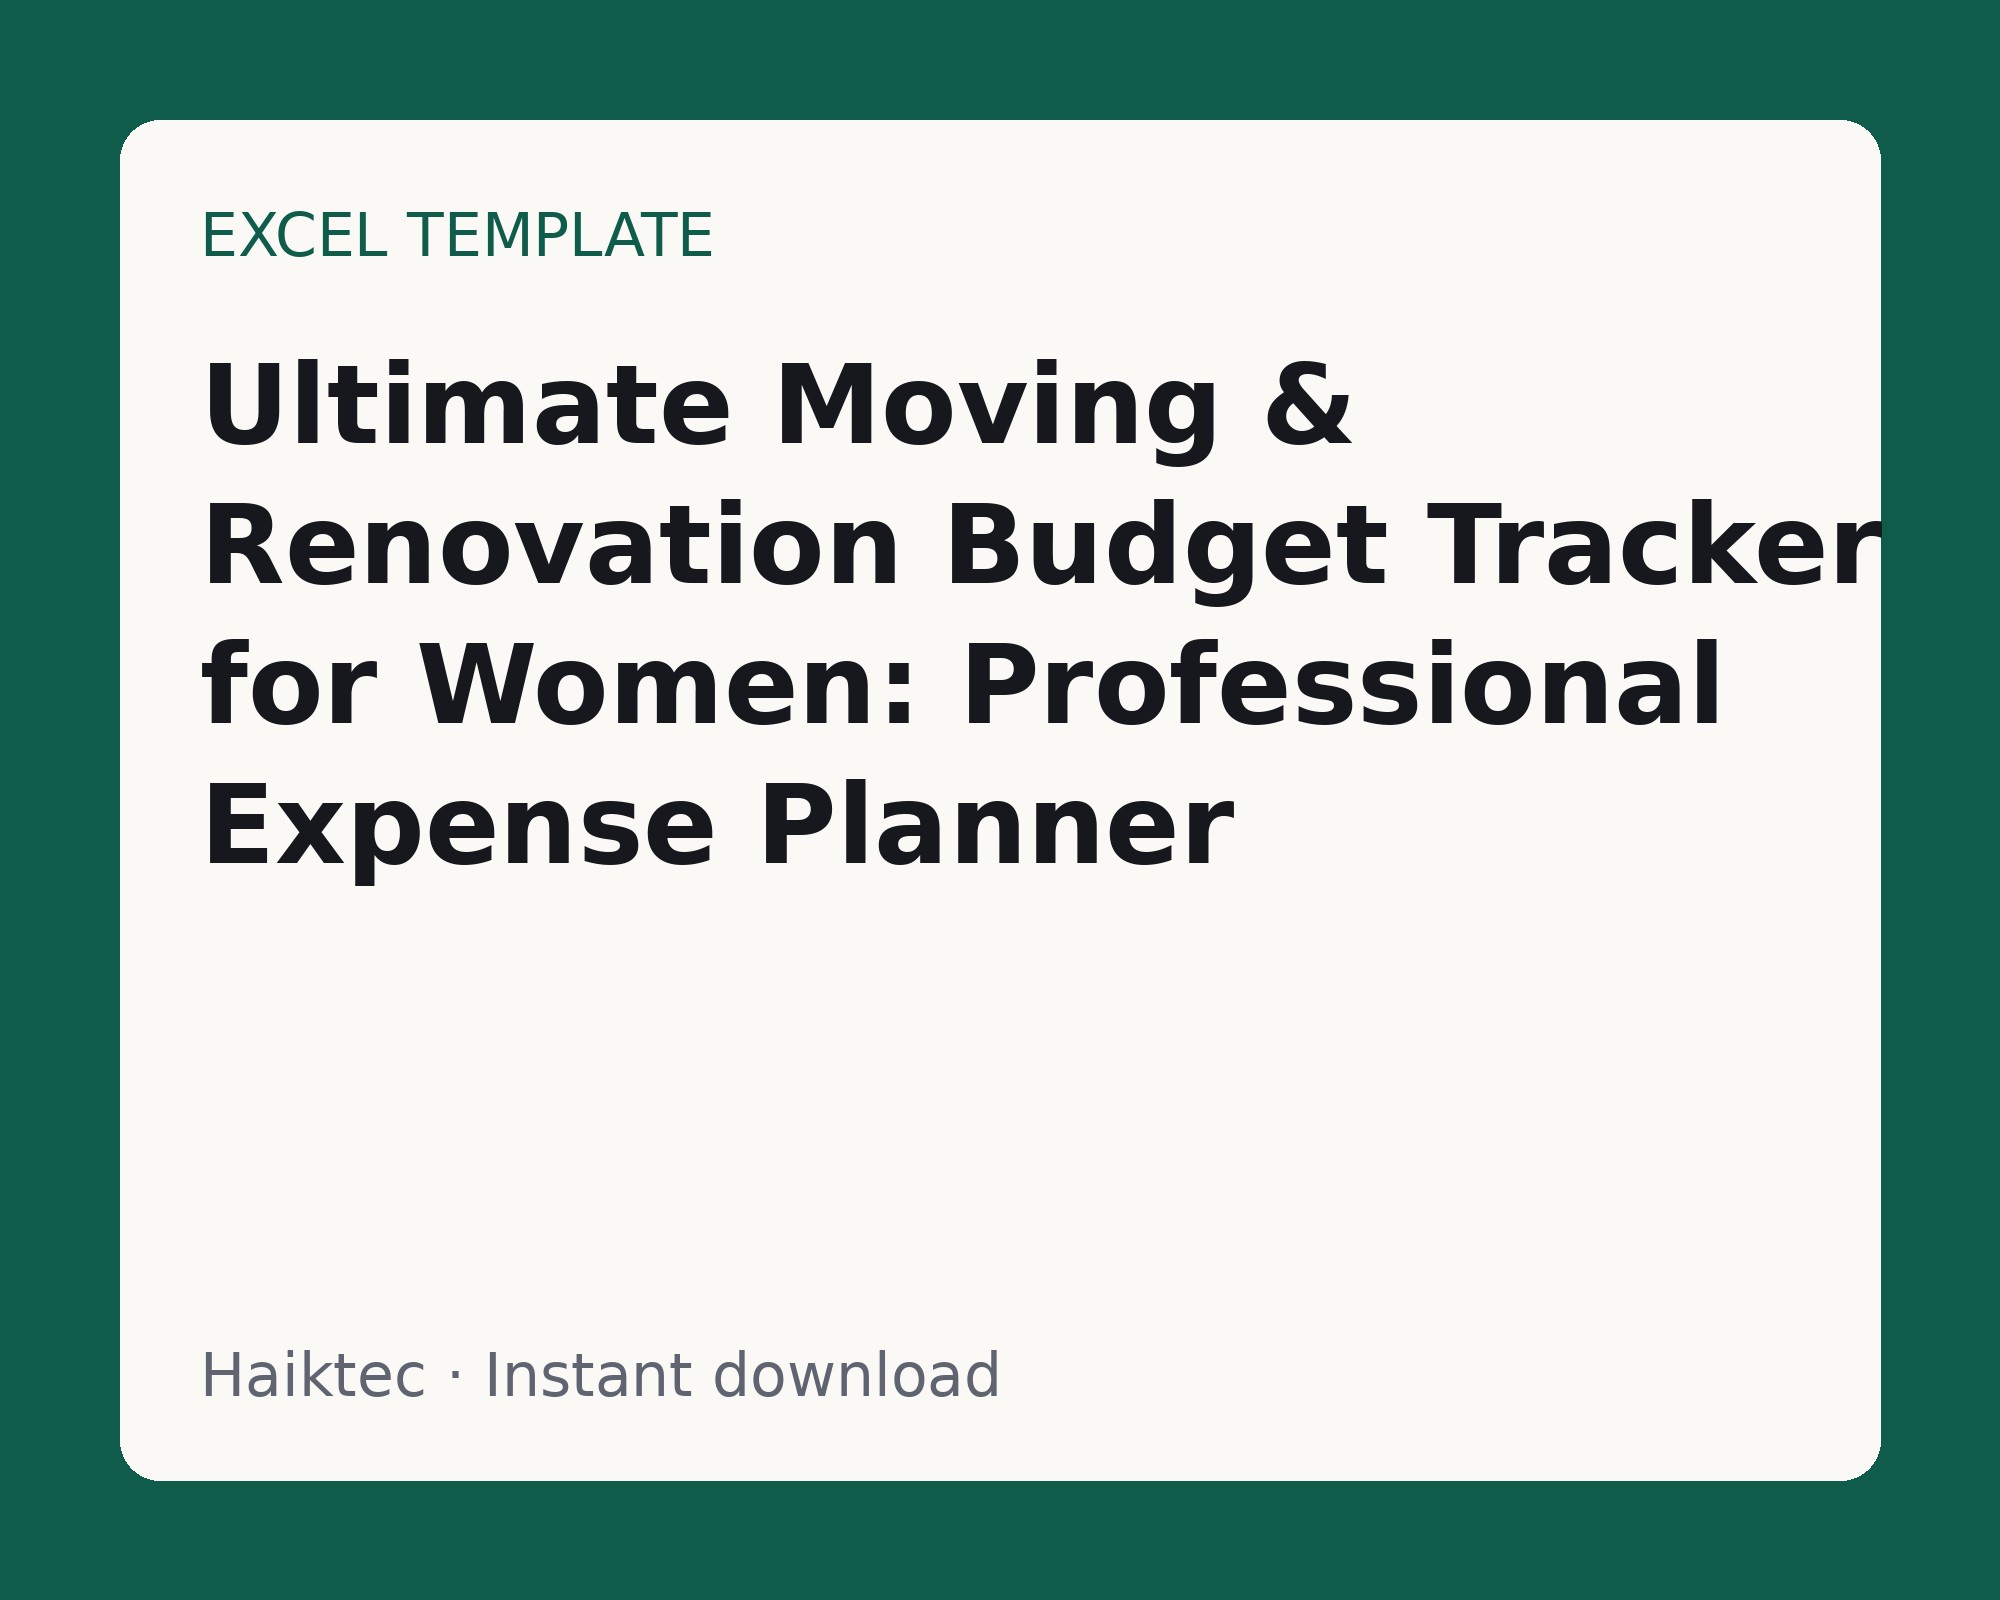 EXCEL TEMPLATE
Ultimate Moving &
Renovation Budget Tracker
for Women: Professional
Expense Planner
Haiktec · Instant download